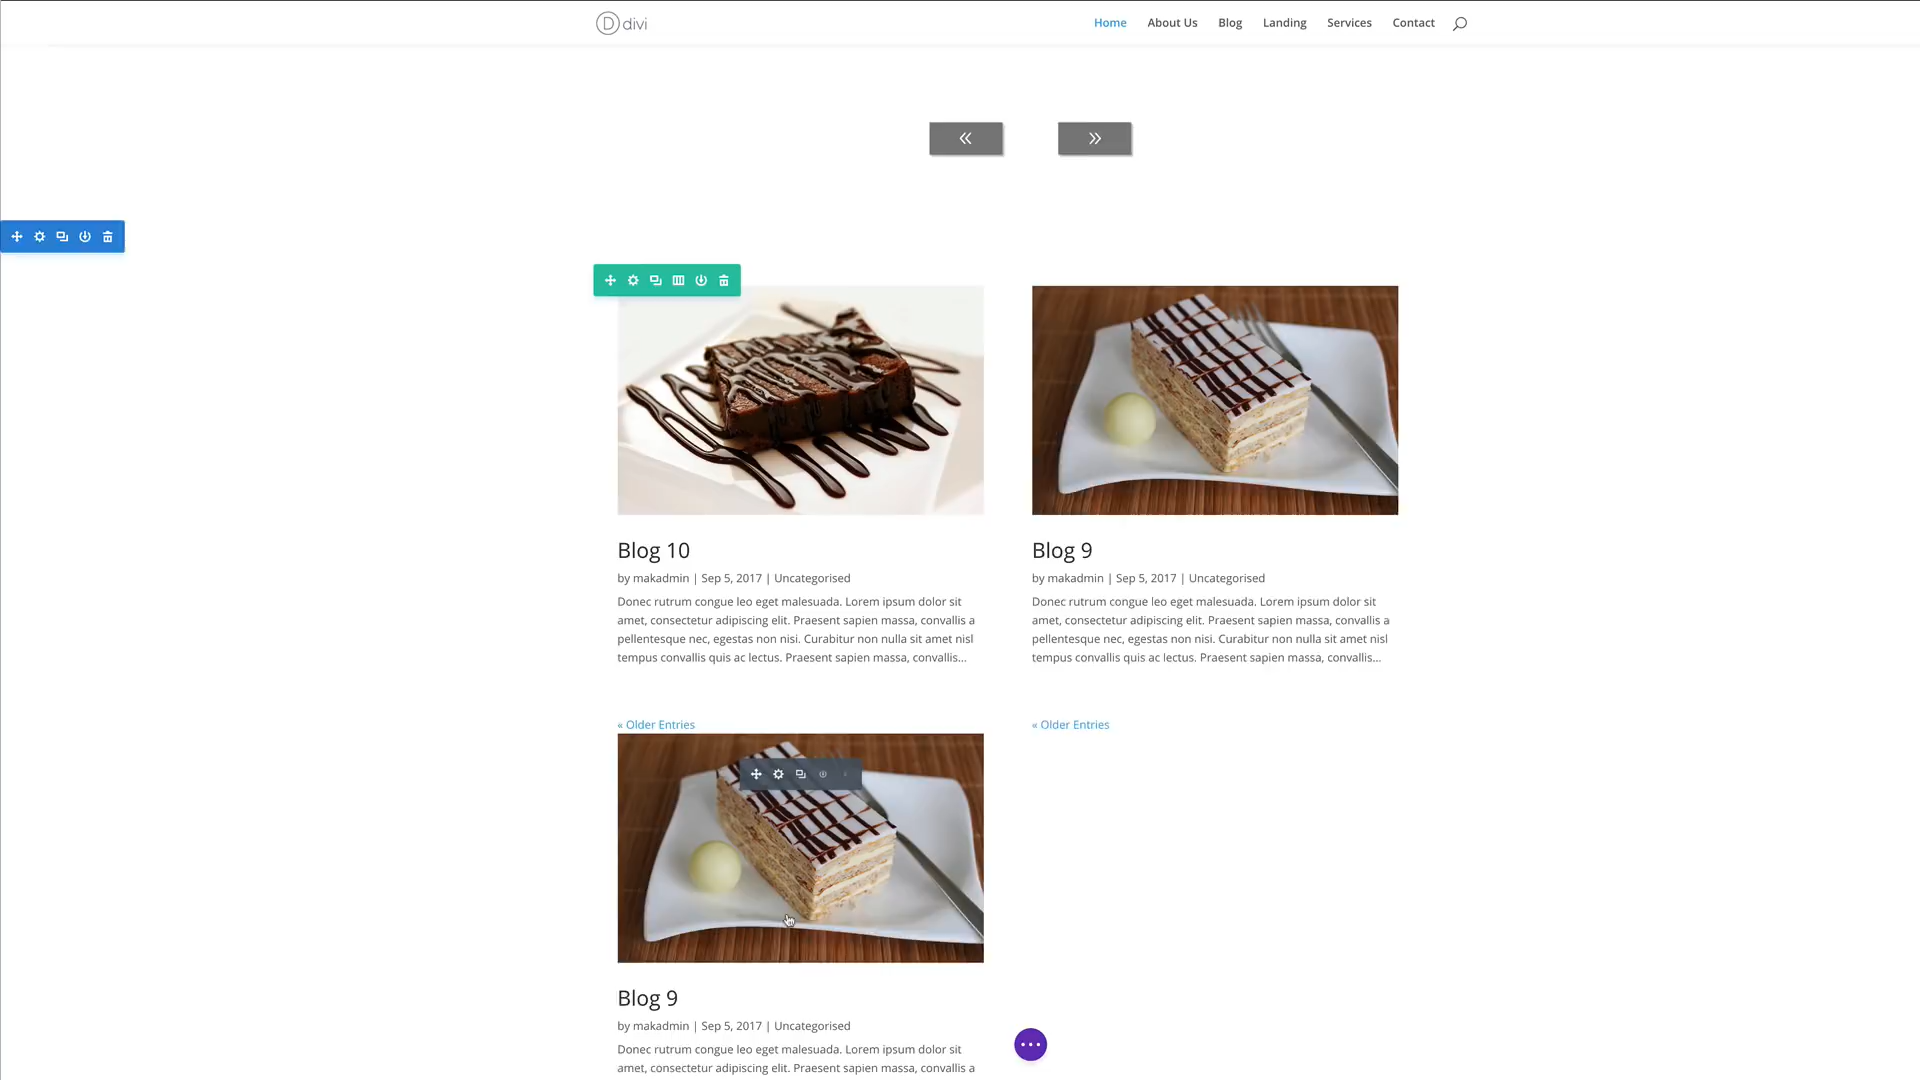 divi
Home About Us Blog Landing Services Contact
Blog 10
by makadmin | Sep 5, 2017 | Uncategorised
Donec rutrum congue leo eget malesuada. Lorem ipsum dolor sit
amet, consectetur adipiscing elit. Praesent sapien massa, convallis a
pellentesque nec, egestas non nisi. Curabitur non nulla sit amet nisl
tempus convallis quis ac lectus. Praesent sapien massa, convallis...
« Older Entries
Blog 9
by makadmin | Sep 5, 2017 | Uncategorised
Donec rutrum congue leo eget malesuada. Lorem ipsum dolor sit
amet, consectetur adipiscing elit. Praesent sapien massa, convallis a
pellentesque nec, egestas non nisi. Curabitur non nulla sit amet nisl
tempus convallis quis ac lectus. Praesent sapien massa, convallis...
« Older Entries
Blog 9
by makadmin | Sep 5, 2017 | Uncategorised
Donec rutrum congue leo eget malesuada. Lorem ipsum dolor sit
amet, consectetur adipiscing elit. Praesent sapien massa, convallis a